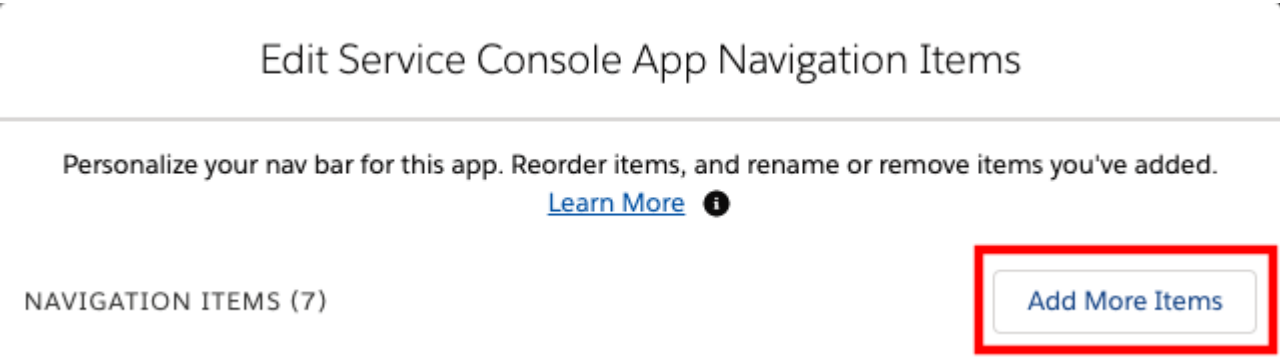 Edit Service Console App Navigation Items
Personalize your nav bar for this app. Reorder items, and rename or remove items you've added.
Learn More
NAVIGATION ITEMS (7)
Add More Items